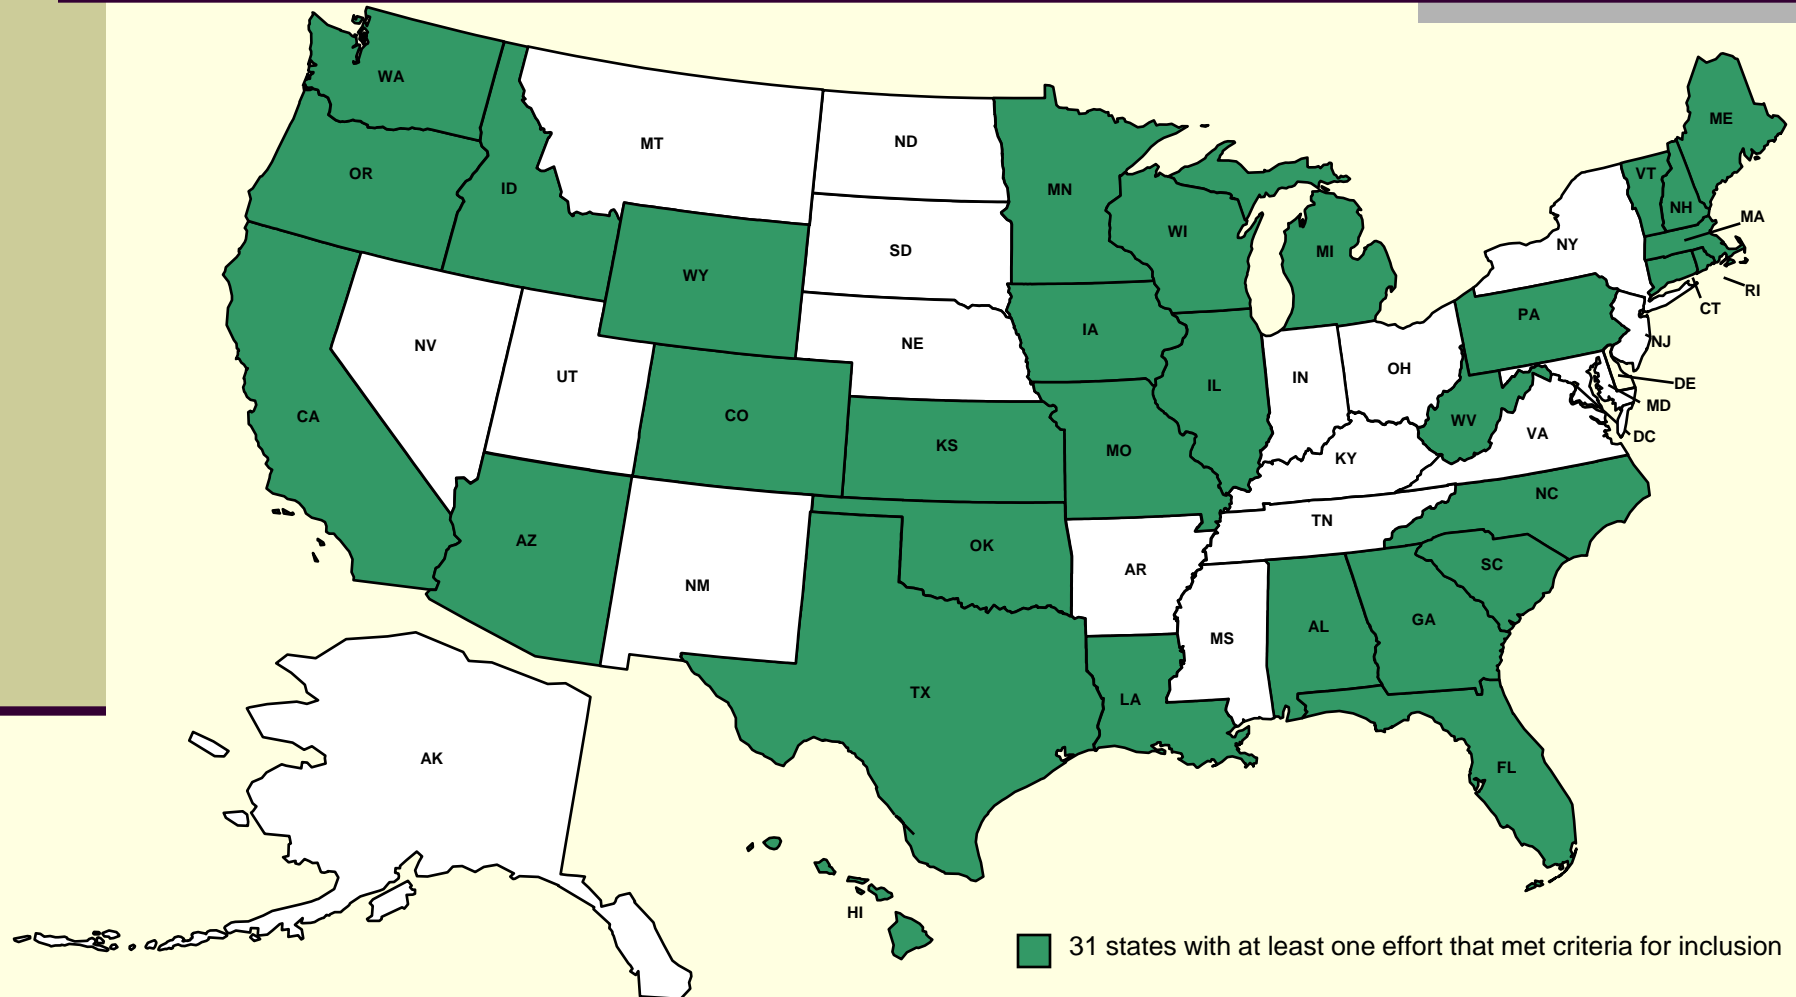 WA
ME
MT
ND
OR
VT
ID
MN
NH
MA
WI
NY
SD
MI
WY
RI
CT
PA
IA
NE
NJ
NV
OH
UT
IN
DE
IL
MD
CO
CA
WV
VA
DC
KS
MO
KY
NC
TN
AZ
OK
SC
AR
NM
GA
AL
MS
TX
LA
AK
FL
HI
31 states with at least one effort that met criteria for inclusion